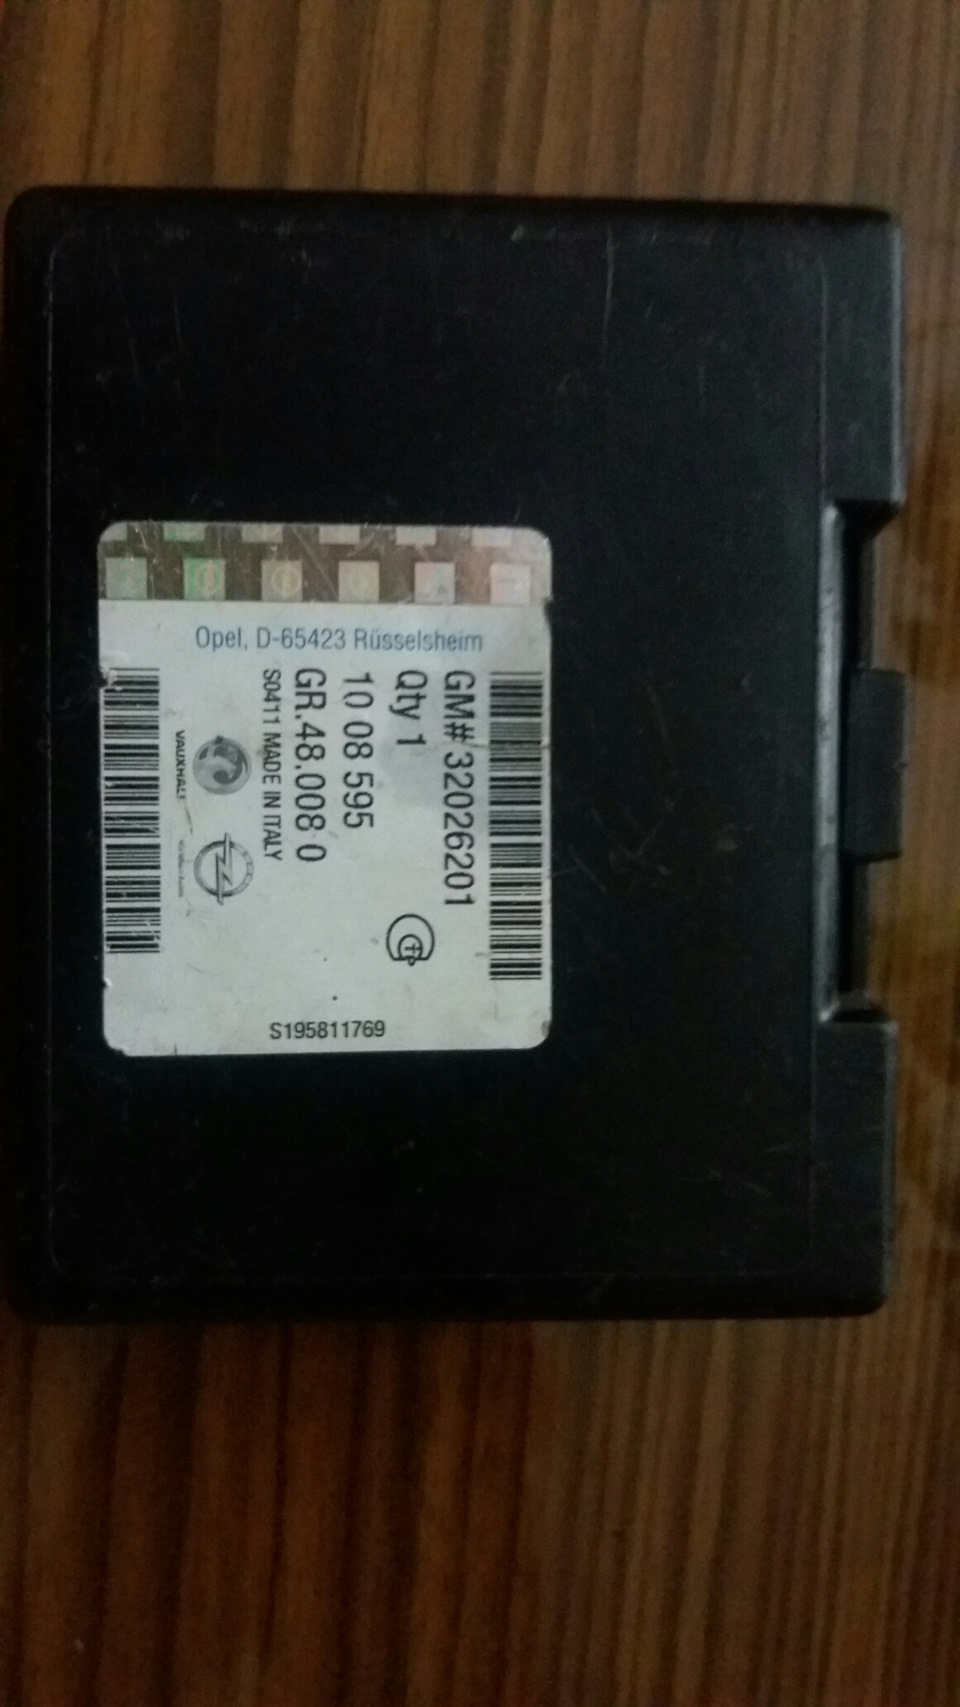 Opel, D-65423 Rüsselsheim
GM# 32026201
Qty 1
10 08 595
GR.48.008 0
S0411 MADE IN ITALY
VAUXHALL
S195811769